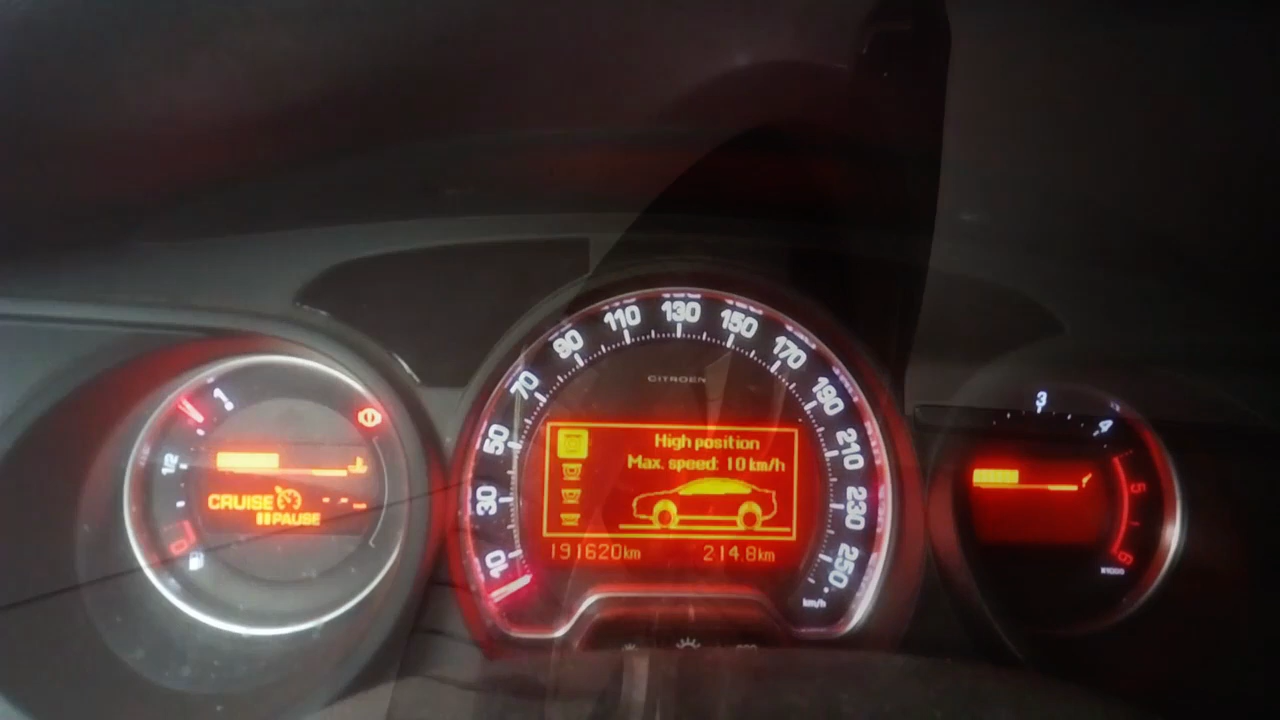 1
1/2
0
CRUISE
PAUSE
10
30
50
70
90
110
130
150
170
190
210
230
250
km/h
CITROEN
High position
Max. speed: 10 km/h
191620km
214.8km
3
4
5
6
x1000